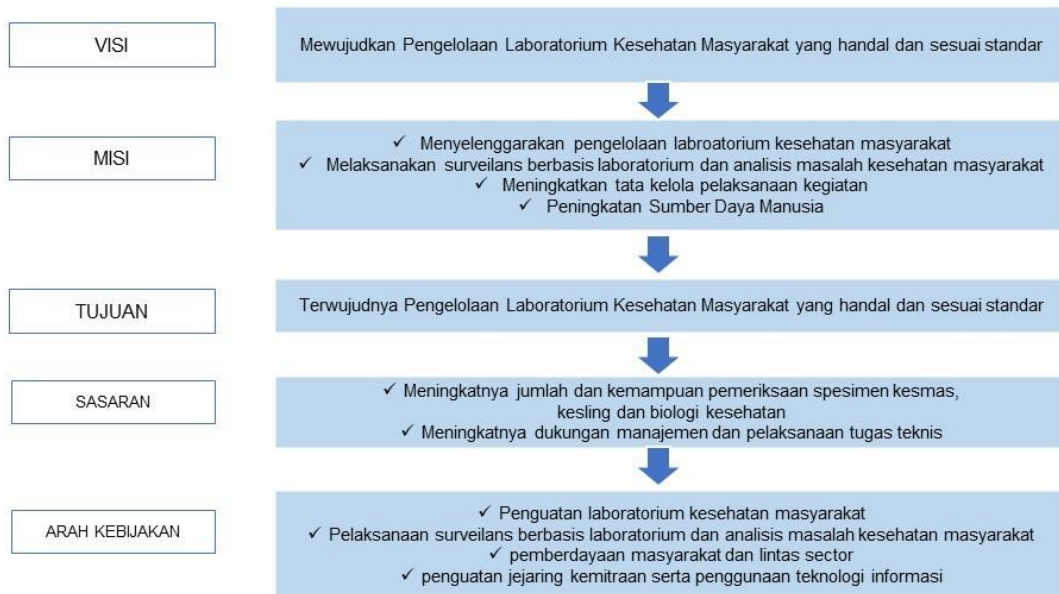 VISI
Mewujudkan Pengelolaan Laboratorium Kesehatan Masyarakat yang handal dan sesuai standar
MISI
✓ Menyelenggarakan pengelolaan labroatorium kesehatan masyarakat
✓ Melaksanakan surveilans berbasis laboratorium dan analisis masalah kesehatan masyarakat
✓ Meningkatkan tata kelola pelaksanaan kegiatan
✓ Peningkatan Sumber Daya Manusia
TUJUAN
Terwujudnya Pengelolaan Laboratorium Kesehatan Masyarakat yang handal dan sesuai standar
SASARAN
✓ Meningkatnya jumlah dan kemampuan pemeriksaan spesimen kesmas,
kesling dan biologi kesehatan
✓ Meningkatnya dukungan manajemen dan pelaksanaan tugas teknis
ARAH KEBIJAKAN
✓ Penguatan laboratorium kesehatan masyarakat
✓ Pelaksanaan surveilans berbasis laboratorium dan analisis masalah kesehatan masyarakat
✓ pemberdayaan masyarakat dan lintas sector
✓ penguatan jejaring kemitraan serta penggunaan teknologi informasi